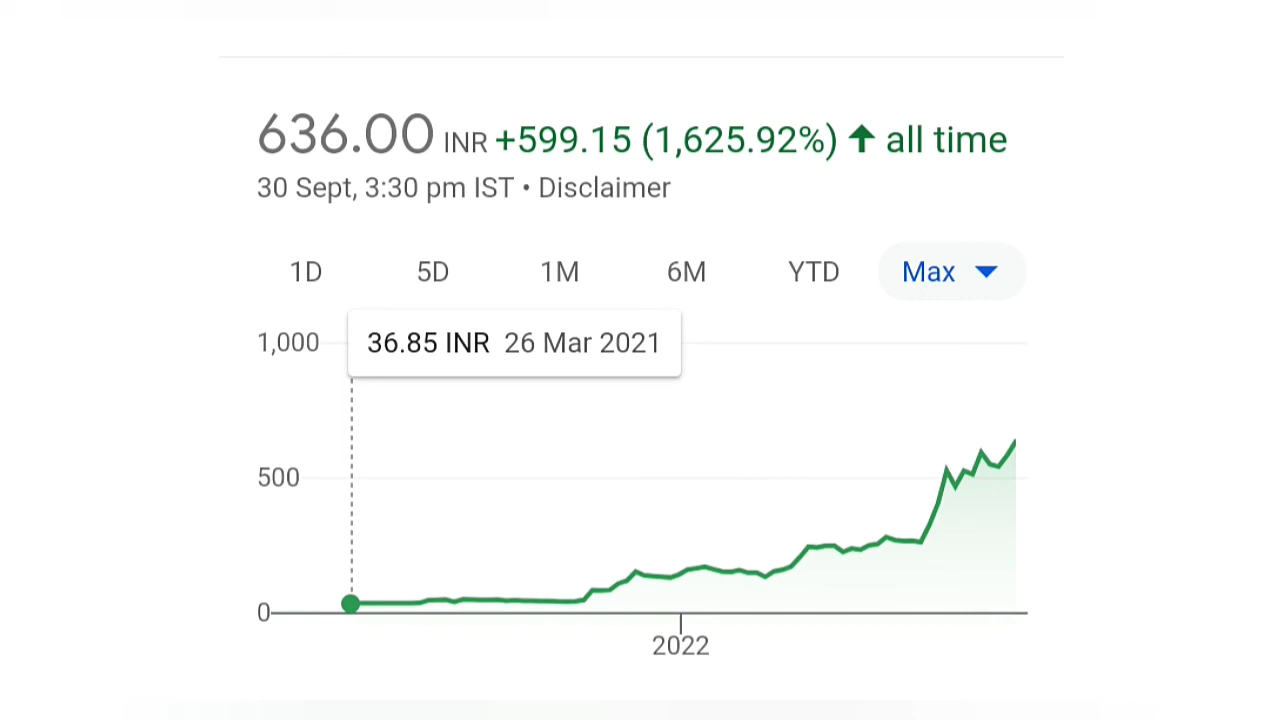 636.00 INR +599.15 (1,625.92%) ↑ all time
30 Sept, 3:30 pm IST • Disclaimer
1D 5D 1M 6M YTD Max
1,000
36.85 INR 26 Mar 2021
500
0
2022